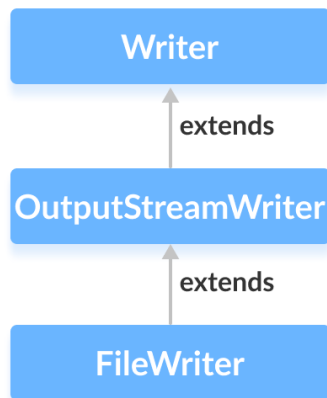 Writer
extends
OutputStreamWriter
extends
FileWriter